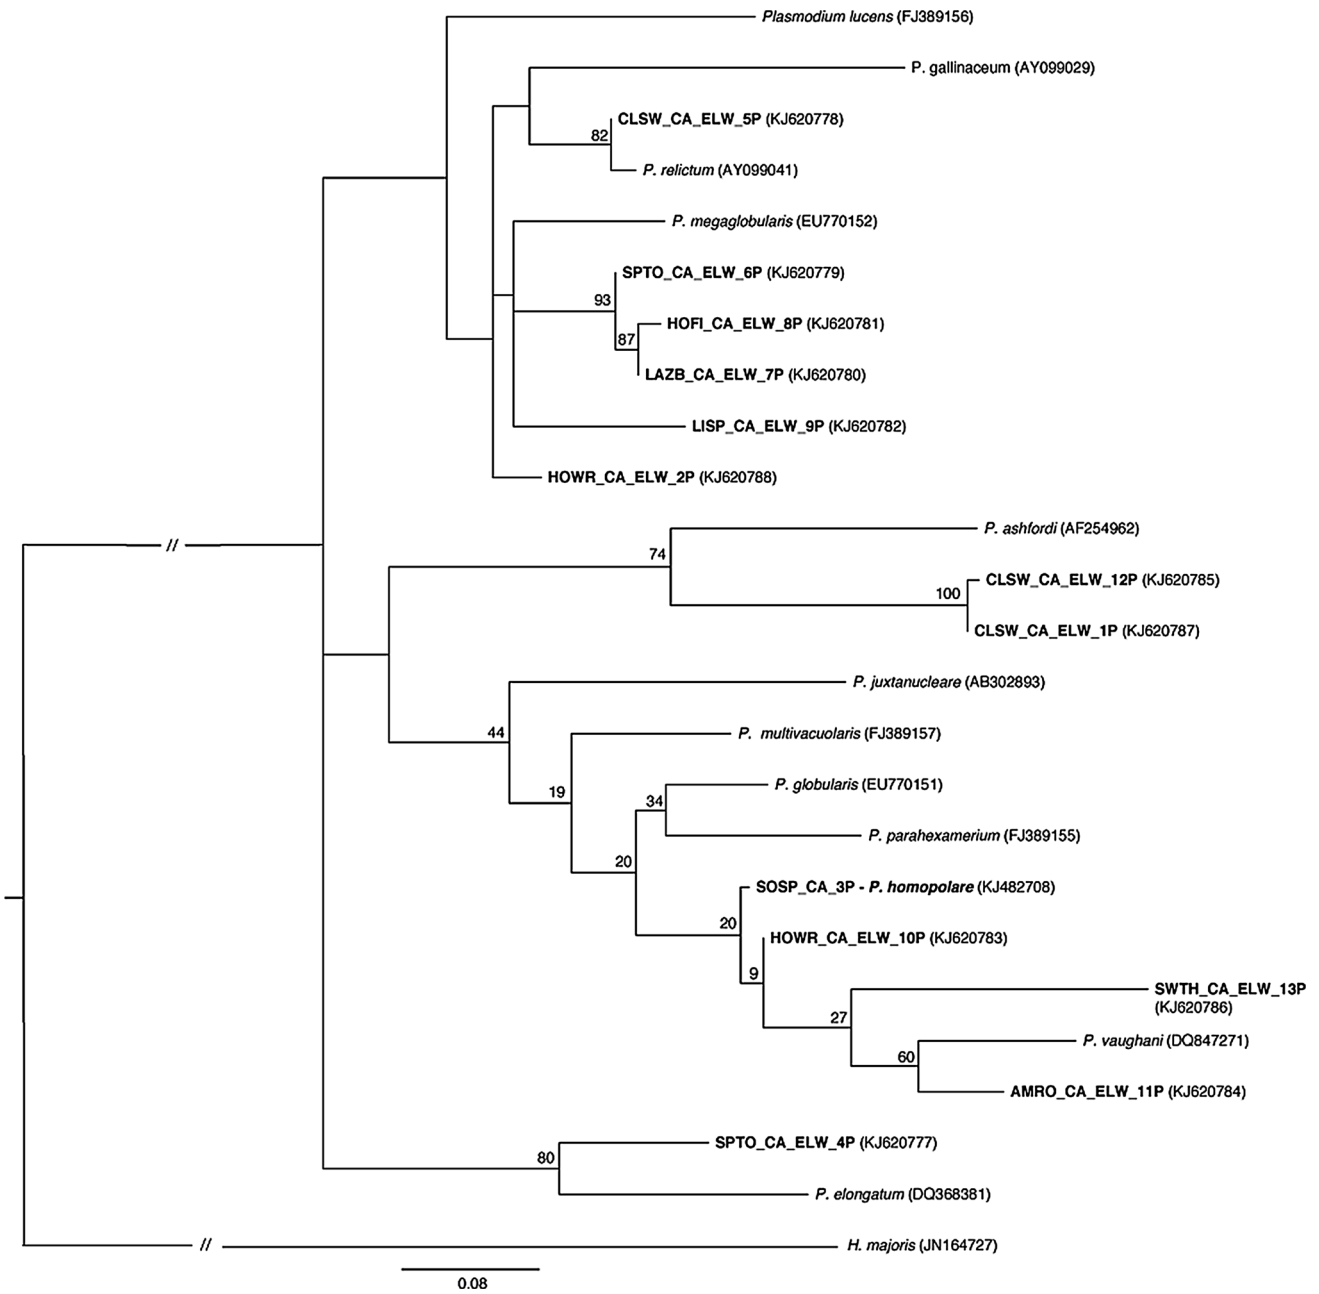 Plasmodium lucens (FJ389156)
P. gallinaceum (AY099029)
CLSW_CA_ELW_5P (KJ620778)
82
P. relictum (AY099041)
P. megaglobularis (EU770152)
SPTO_CA_ELW_6P (KJ620779)
93
HOFI_CA_ELW_8P (KJ620781)
87
LAZB_CA_ELW_7P (KJ620780)
LISP_CA_ELW_9P (KJ620782)
HOWR_CA_ELW_2P (KJ620788)
P. ashfordi (AF254962)
//
74
CLSW_CA_ELW_12P (KJ620785)
100
CLSW_CA_ELW_1P (KJ620787)
P. juxtanucleare (AB302893)
44
P. multivacuolaris (FJ389157)
P. globularis (EU770151)
19
34
P. parahexamerium (FJ389155)
20
SOSP_CA_3P - P. homopolare (KJ482708)
20
HOWR_CA_ELW_10P (KJ620783)
9
SWTH_CA_ELW_13P
(KJ620786)
27
P. vaughani (DQ847271)
60
AMRO_CA_ELW_11P (KJ620784)
SPTO_CA_ELW_4P (KJ620777)
80
P. elongatum (DQ368381)
//
H. majoris (JN164727)
0.08